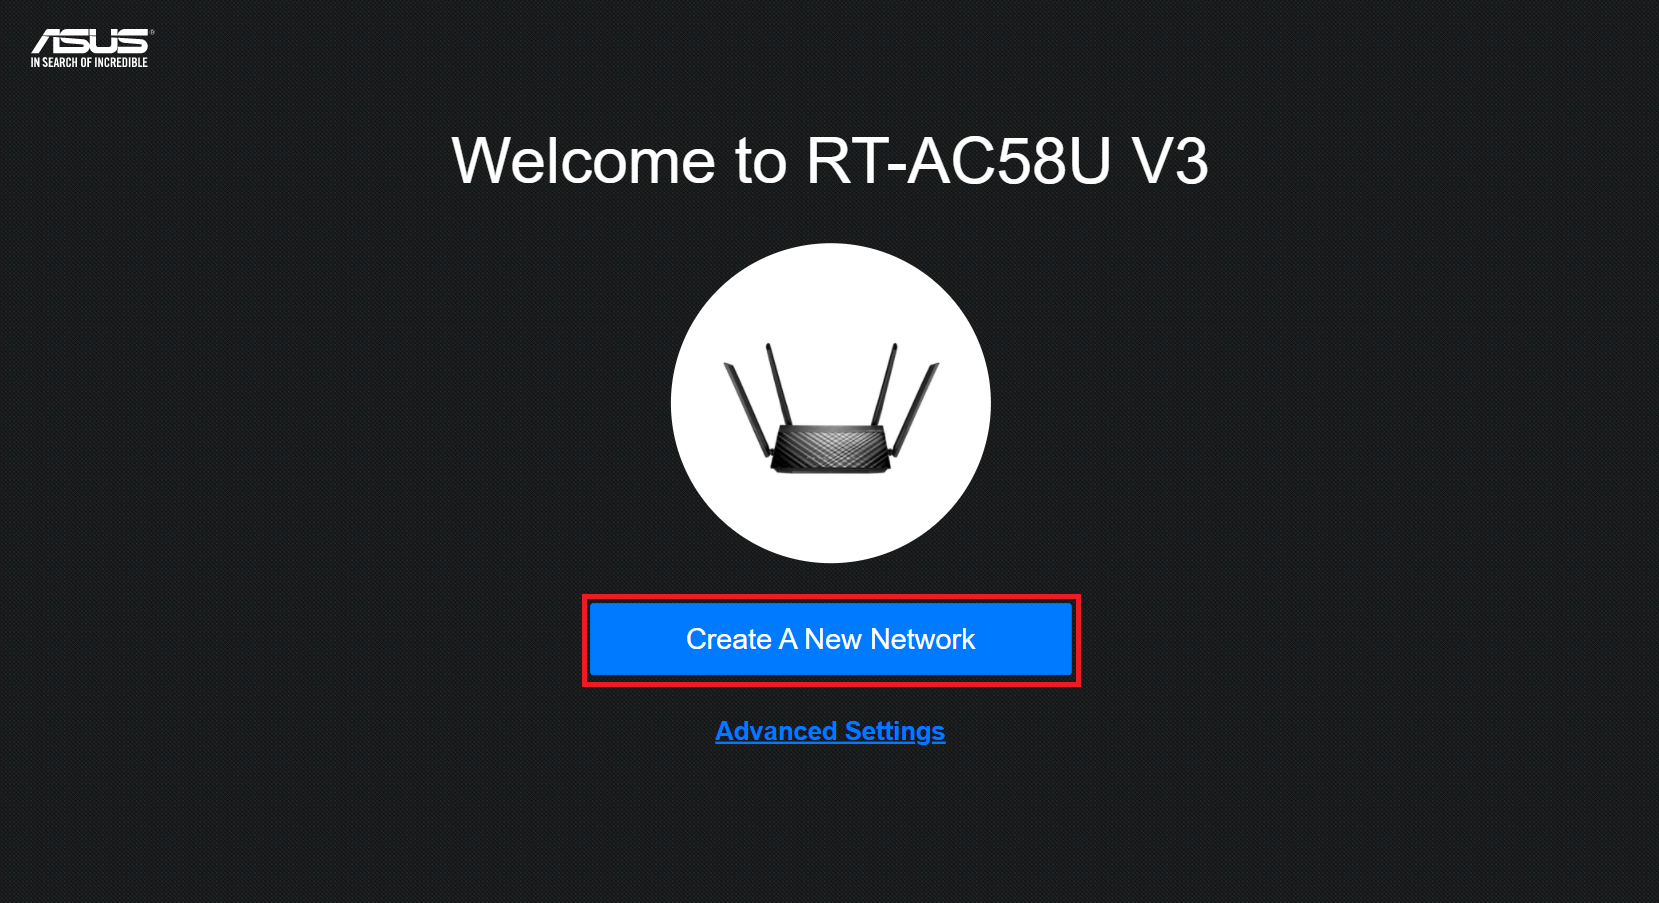 ASUS
IN SEARCH OF INCREDIBLE
Welcome to RT-AC58U V3
Create A New Network
Advanced Settings